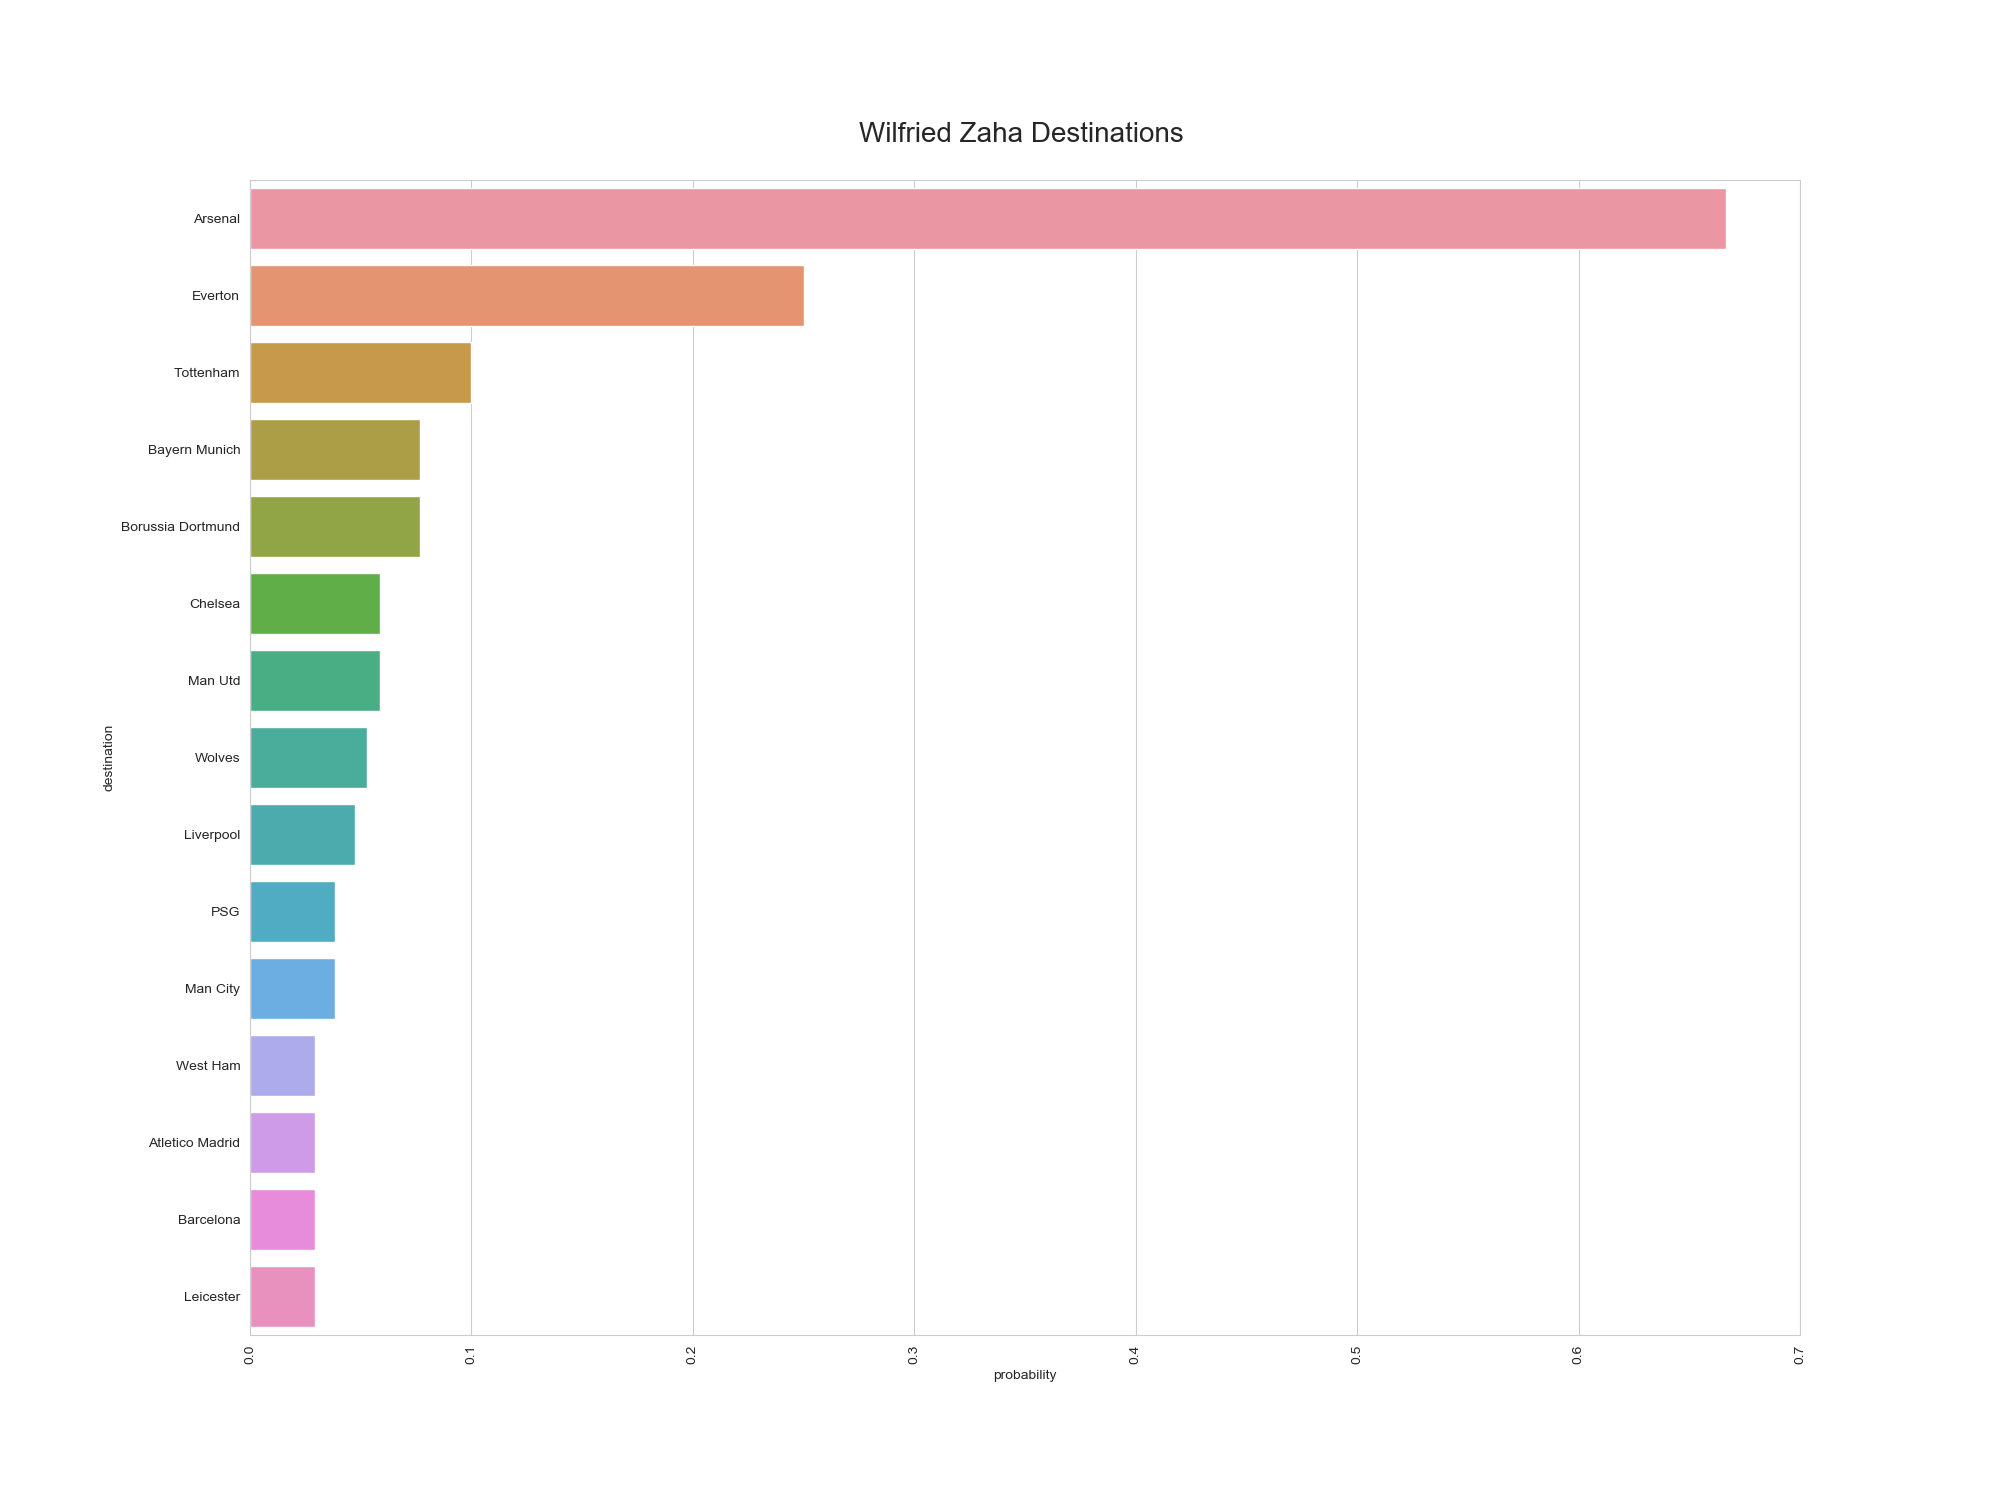 Wilfried Zaha Destinations
Arsenal
Everton
Tottenham
Bayern Munich
Borussia Dortmund
Chelsea
Man Utd
Wolves
Liverpool
PSG
Man City
West Ham
Atletico Madrid
Barcelona
Leicester
destination
0.0 0.1 0.2 0.3 0.4 0.5 0.6 0.7
probability